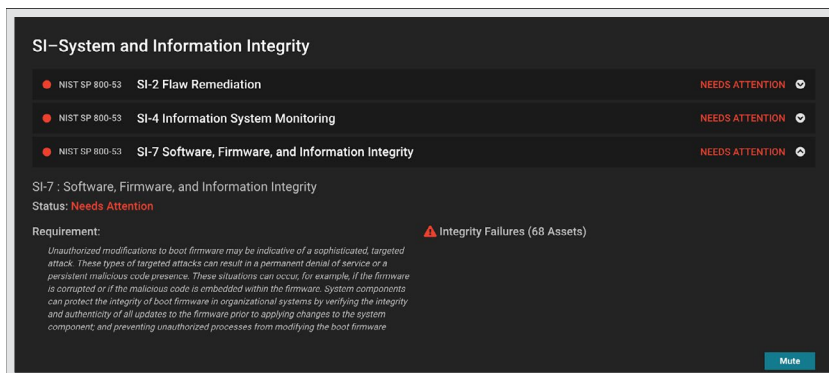 SI–System and Information Integrity
NIST SP 800-53 SI-2 Flaw Remediation NEEDS ATTENTION
NIST SP 800-53 SI-4 Information System Monitoring NEEDS ATTENTION
NIST SP 800-53 SI-7 Software, Firmware, and Information Integrity NEEDS ATTENTION
SI-7 : Software, Firmware, and Information Integrity
Status: Needs Attention
Requirement:
Integrity Failures (68 Assets)
Unauthorized modifications to boot firmware may be indicative of a sophisticated, targeted
attack. These types of targeted attacks can result in a permanent denial of service or a
persistent malicious code presence. These situations can occur, for example, if the firmware
is corrupted or if the malicious code is embedded within the firmware. System components
can protect the integrity of boot firmware in organizational systems by verifying the integrity
and authenticity of all updates to the firmware prior to applying changes to the system
component; and preventing unauthorized processes from modifying the boot firmware
Mute